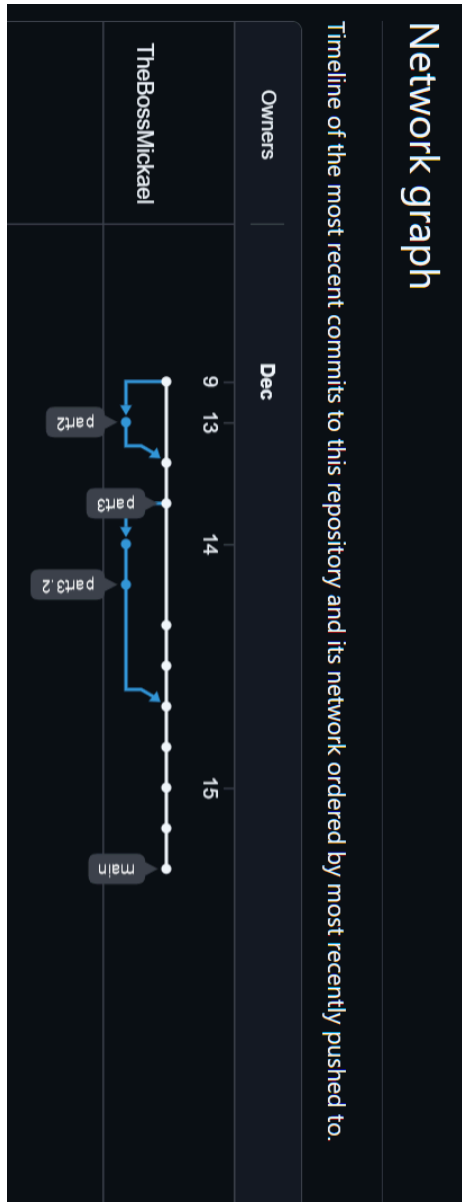 Network graph
Timeline of the most recent commits to this repository and its network ordered by most recently pushed to.
Owners
Dec
9
13
14
15
TheBossMickael
part2
part3
part3.2
main